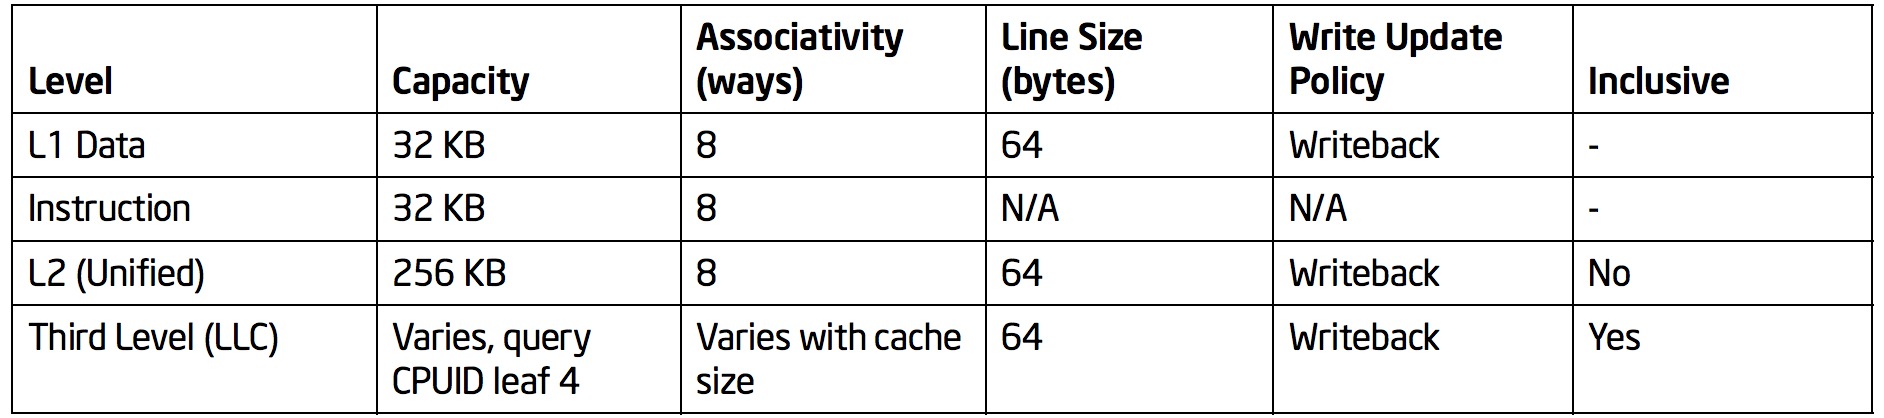 Level Capacity Associativity (ways) Line Size (bytes) Write Update Policy Inclusive
L1 Data 32 KB 8 64 Writeback -
Instruction 32 KB 8 N/A N/A -
L2 (Unified) 256 KB 8 64 Writeback No
Third Level (LLC) Varies, query CPUID leaf 4 Varies with cache size 64 Writeback Yes